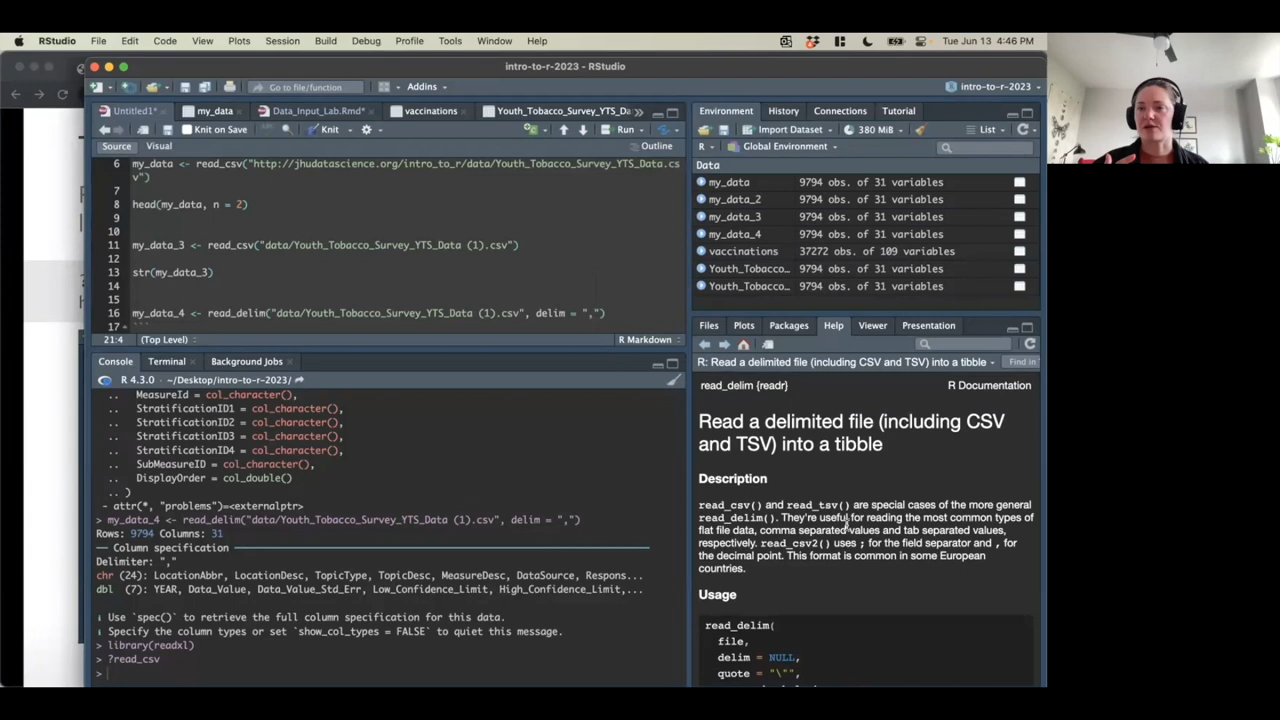 RStudio File Edit Code View Plots Session Build Debug Profile Tools Window Help Tue Jun 13 4:46 PM
intro-to-r-2023 - RStudio
Go to file/function Addins intro-to-r-2023
Untitled1* my_data Data_Input_Lab.Rmd* vaccinations Youth_Tobacco_Survey_YTS_Da
Knit on Save Knit Run
Source Visual Outline
6 my_data <- read_csv("http://jhudatascience.org/intro_to_r/data/Youth_Tobacco_Survey_YTS_Data.cs
v")
7
8 head(my_data, n = 2)
9
10
11 my_data_3 <- read_csv("data/Youth_Tobacco_Survey_YTS_Data (1).csv")
12
13 str(my_data_3)
14
15
16 my_data_4 <- read_delim("data/Youth_Tobacco_Survey_YTS_Data (1).csv", delim = ",")
17 ```
21:4 (Top Level) R Markdown
Console Terminal Background Jobs
R 4.3.0 · ~/Desktop/intro-to-r-2023/
.. MeasureId = col_character(),
.. StratificationID1 = col_character(),
.. StratificationID2 = col_character(),
.. StratificationID3 = col_character(),
.. StratificationID4 = col_character(),
.. SubMeasureID = col_character(),
.. DisplayOrder = col_double()
.. )
- attr(*, "problems")=<externalptr>
> my_data_4 <- read_delim("data/Youth_Tobacco_Survey_YTS_Data (1).csv", delim = ",")
Rows: 9794 Columns: 31
— Column specification
Delimiter: ","
chr (24): LocationAbbr, LocationDesc, TopicType, TopicDesc, MeasureDesc, DataSource, Respons...
dbl (7): YEAR, Data_Value, Data_Value_Std_Err, Low_Confidence_Limit, High_Confidence_Limit,...
ℹ Use `spec()` to retrieve the full column specification for this data.
ℹ Specify the column types or set `show_col_types = FALSE` to quiet this message.
> library(readxl)
> ?read_csv
>
Environment History Connections Tutorial
Import Dataset 380 MiB List
R Global Environment
Data
my_data 9794 obs. of 31 variables
my_data_2 9794 obs. of 31 variables
my_data_3 9794 obs. of 31 variables
my_data_4 9794 obs. of 31 variables
vaccinations 37272 obs. of 109 variables
Youth_Tobacco… 9794 obs. of 31 variables
Youth_Tobacco… 9794 obs. of 31 variables
Files Plots Packages Help Viewer Presentation
R: Read a delimited file (including CSV and TSV) into a tibble Find in
read_delim {readr} R Documentation
Read a delimited file (including CSV
and TSV) into a tibble
Description
read_csv() and read_tsv() are special cases of the more general
read_delim(). They're useful for reading the most common types of
flat file data, comma separated values and tab separated values,
respectively. read_csv2() uses ; for the field separator and , for
the decimal point. This format is common in some European
countries.
Usage
read_delim(
file,
delim = NULL,
quote = "\"",